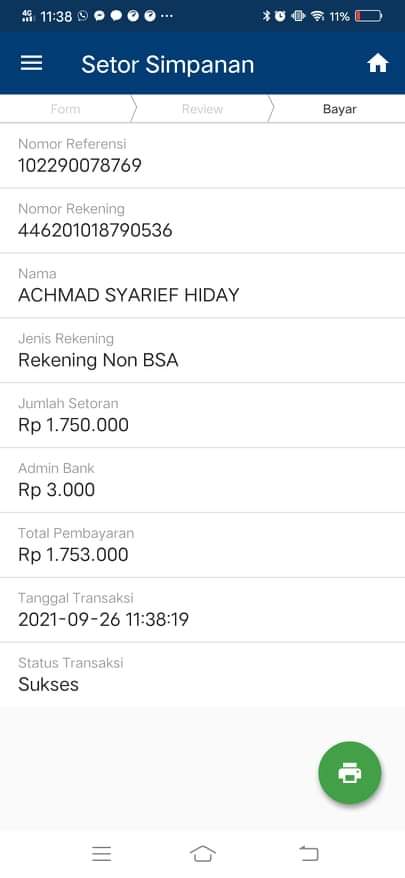 4G 11:38 11%
Setor Simpanan
Form Review Bayar
Nomor Referensi
102290078769
Nomor Rekening
446201018790536
Nama
ACHMAD SYARIEF HIDAY
Jenis Rekening
Rekening Non BSA
Jumlah Setoran
Rp 1.750.000
Admin Bank
Rp 3.000
Total Pembayaran
Rp 1.753.000
Tanggal Transaksi
2021-09-26 11:38:19
Status Transaksi
Sukses